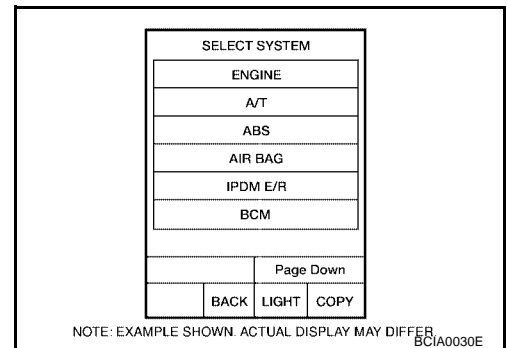 SELECT SYSTEM
ENGINE
A/T
ABS
AIR BAG
IPDM E/R
BCM
Page Down
BACK LIGHT COPY
NOTE: EXAMPLE SHOWN. ACTUAL DISPLAY MAY DIFFER.
BCIA0030E